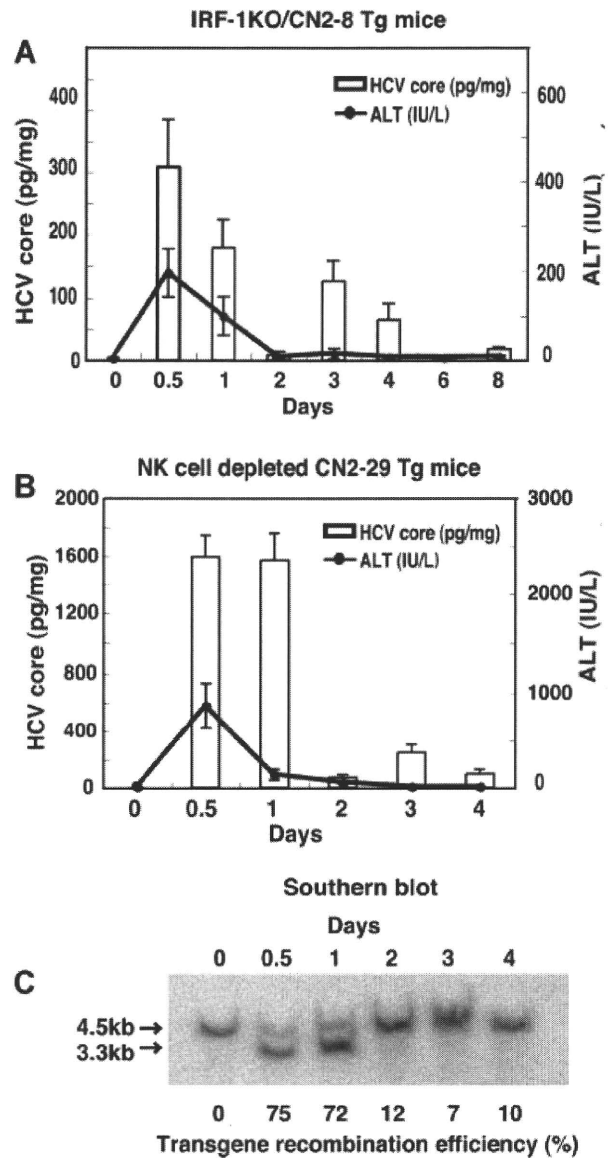 IRF-1KO/CN2-8 Tg mice
A
HCV core (pg/mg)
ALT (IU/L)
400
300
200
100
0
600
400
200
0
HCV core (pg/mg)
ALT (IU/L)
0 0.5 1 2 3 4 6 8
Days
NK cell depleted CN2-29 Tg mice
B
HCV core (pg/mg)
ALT (IU/L)
2000
1600
1200
800
400
0
3000
2000
1000
0
HCV core (pg/mg)
ALT (IU/L)
0 0.5 1 2 3 4
Days
Southern blot
Days
0 0.5 1 2 3 4
C
4.5kb→
3.3kb→
0 75 72 12 7 10
Transgene recombination efficiency (%)